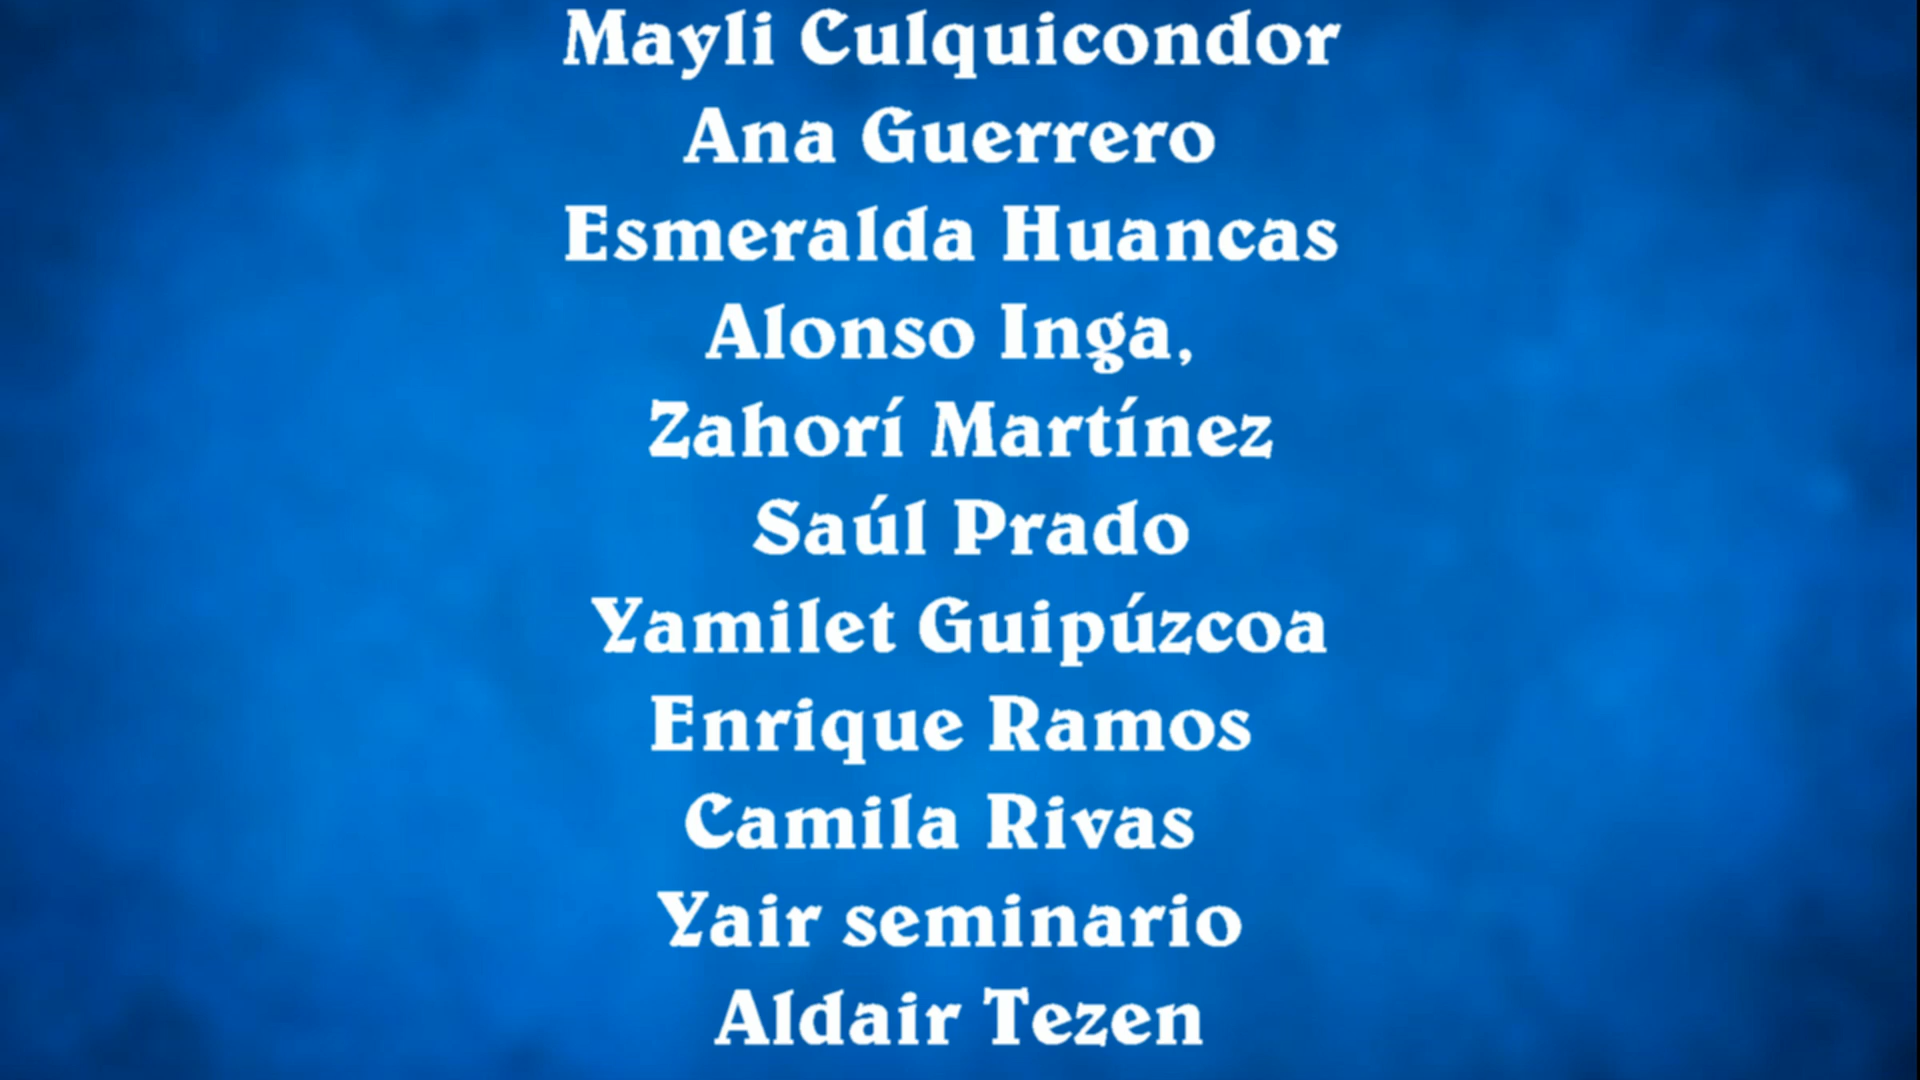 Mayli Culquicondor
Ana Guerrero
Esmeralda Huancas
Alonso Inga,
Zahorí Martínez
Saúl Prado
Yamilet Guipúzcoa
Enrique Ramos
Camila Rivas
Yair seminario
Aldair Tezen